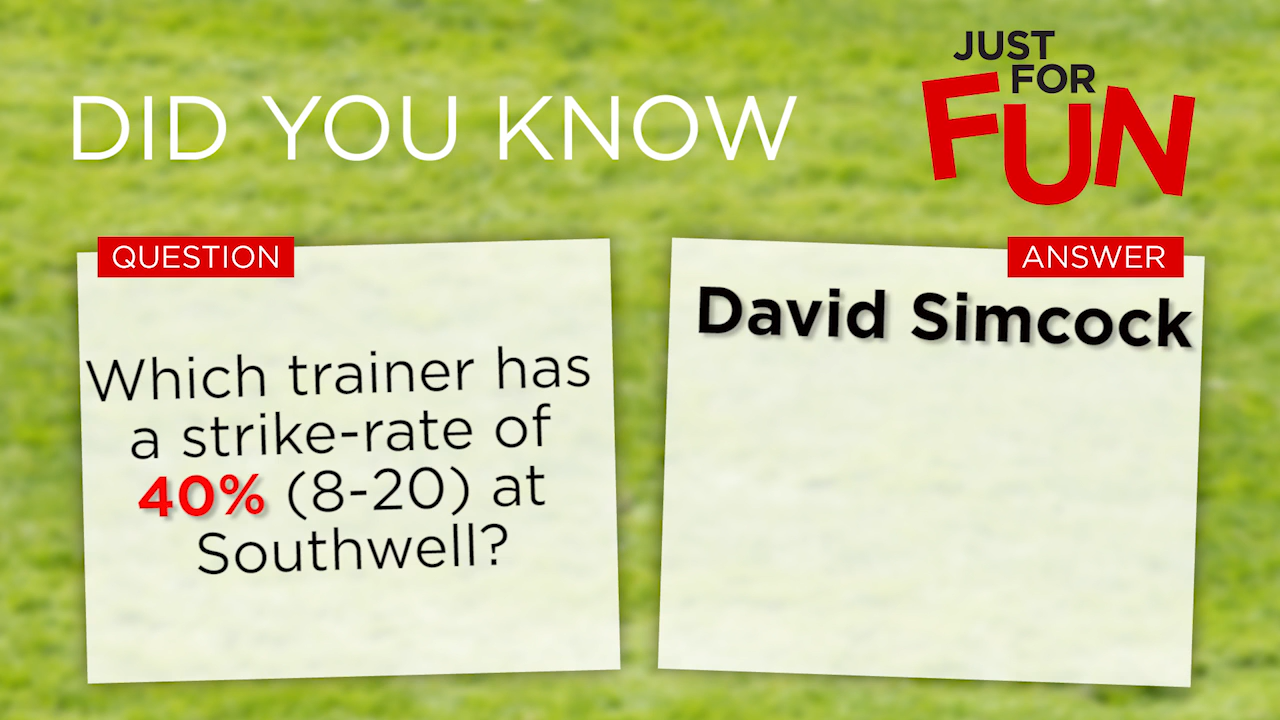 DID YOU KNOW
JUST
FOR
FUN
QUESTION
Which trainer has
a strike-rate of
40% (8-20) at
Southwell?
ANSWER
David Simcock